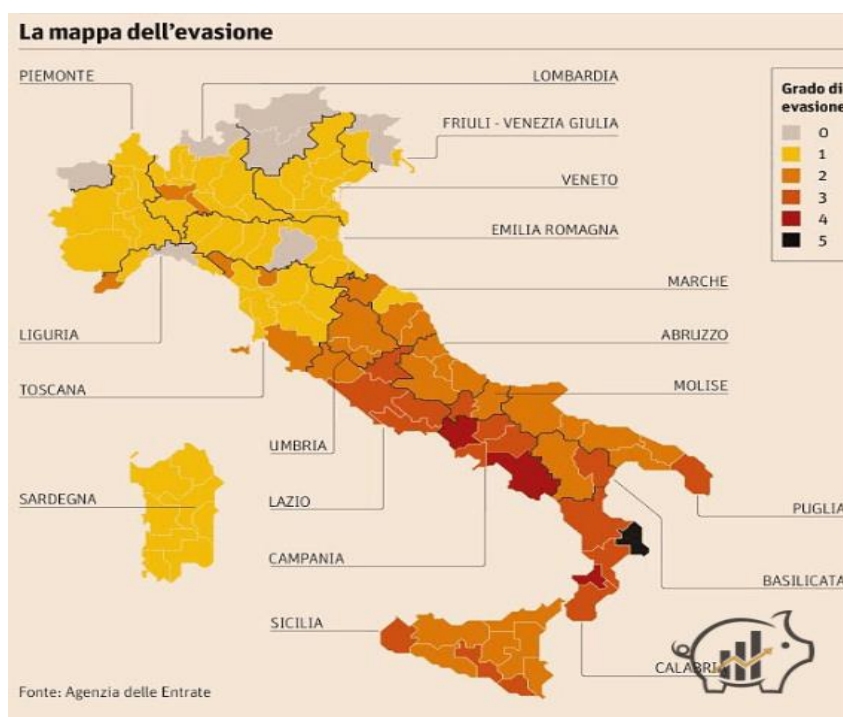 La mappa dell'evasione
PIEMONTE
LOMBARDIA
FRIULI - VENEZIA GIULIA
VENETO
EMILIA ROMAGNA
MARCHE
LIGURIA
ABRUZZO
TOSCANA
MOLISE
UMBRIA
SARDEGNA
LAZIO
PUGLIA
CAMPANIA
BASILICATA
SICILIA
CALABRIA
Grado di
evasione
0
1
2
3
4
5
Fonte: Agenzia delle Entrate